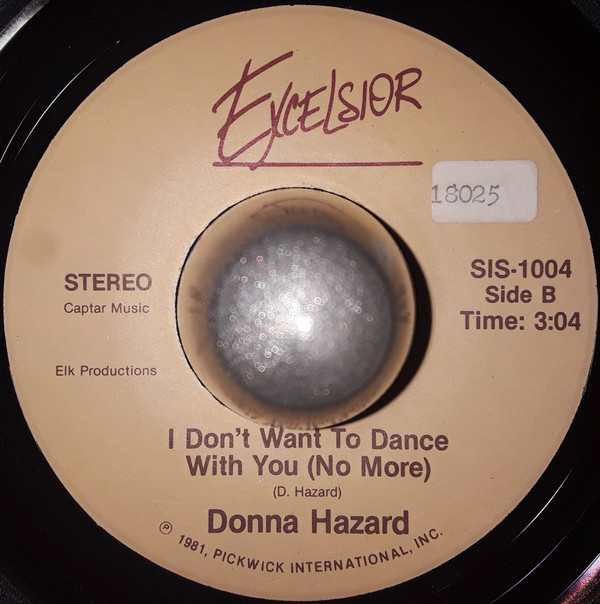 EXCELSIOR
18025
STEREO
Captar Music
Elk Productions
SIS-1004
Side B
Time: 3:04
I Don't Want To Dance
With You (No More)
(D. Hazard)
Donna Hazard
℗ 1981, PICKWICK INTERNATIONAL, INC.